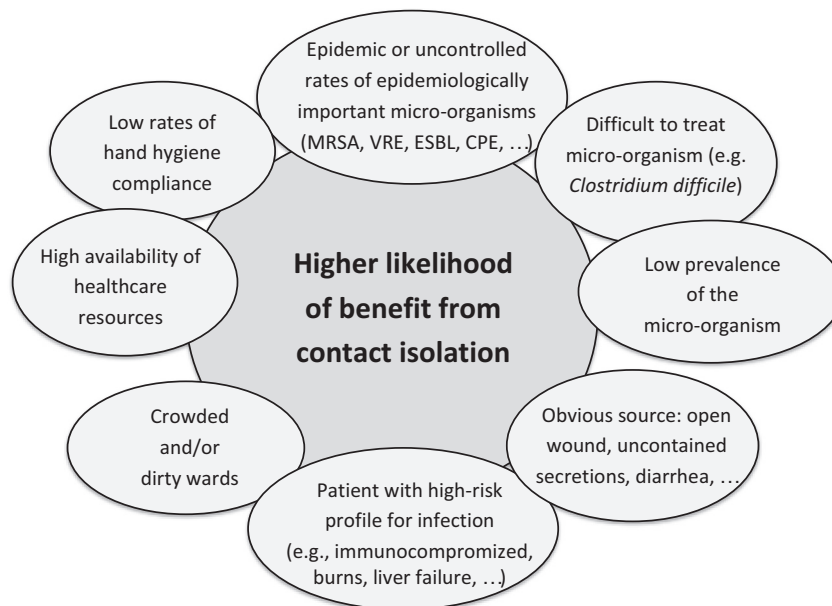 Epidemic or uncontrolled
rates of epidemiologically
important micro-organisms
(MRSA, VRE, ESBL, CPE, …)
Difficult to treat
micro-organism (e.g.
Clostridium difficile)
Low prevalence
of the
micro-organism
Obvious source: open
wound, uncontained
secretions, diarrhea, …
Patient with high-risk
profile for infection
(e.g., immunocompromized,
burns, liver failure, …)
Crowded
and/or
dirty wards
High availability of
healthcare
resources
Low rates of
hand hygiene
compliance
Higher likelihood
of benefit from
contact isolation